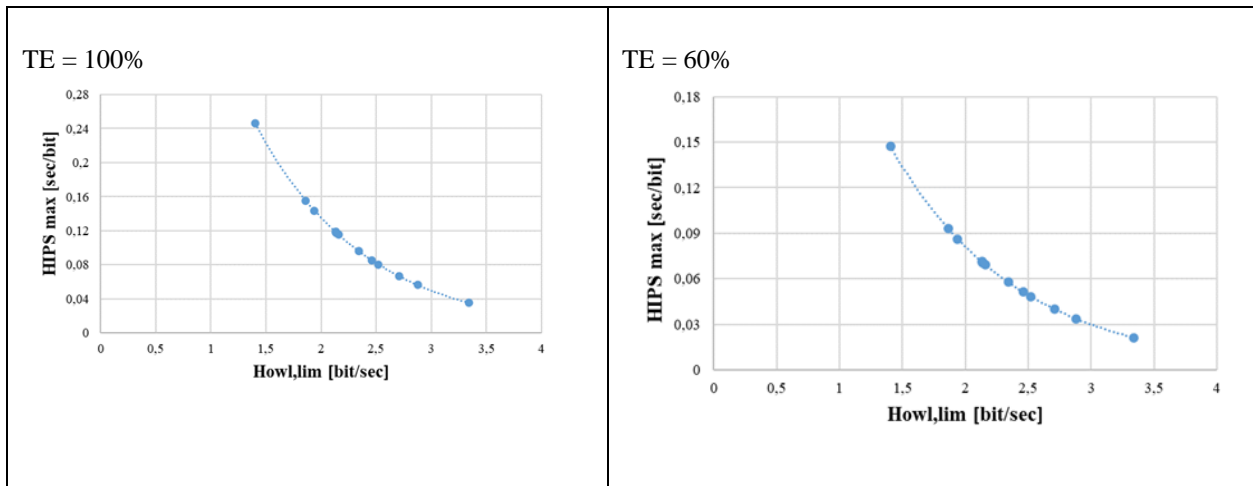 TE = 100%
0,28
0,24
0,2
0,16
0,12
0,08
0,04
0
HIPS max [sec/bit]
0 0,5 1 1,5 2 2,5 3 3,5 4
Howl,lim [bit/sec]
TE = 60%
0,18
0,15
0,12
0,09
0,06
0,03
0
HIPS max [sec/bit]
0 0,5 1 1,5 2 2,5 3 3,5 4
Howl,lim [bit/sec]